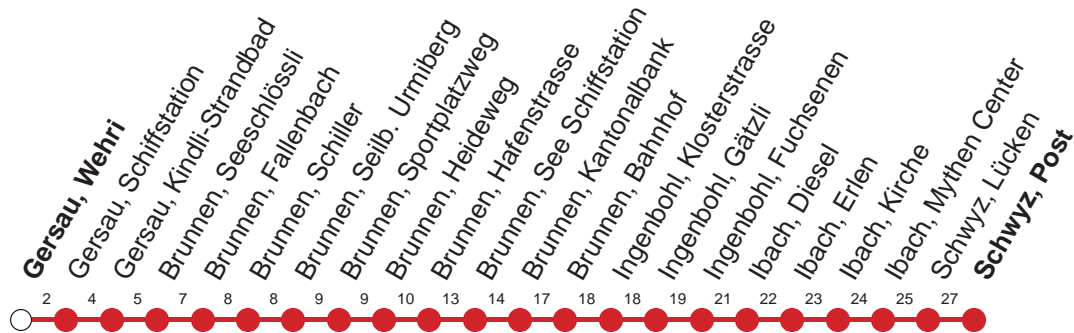 Gersau, Wehri
Gersau, Schiffstation
Gersau, Kindli-Strandbad
Brunnen, Seeschlössli
Brunnen, Fallenbach
Brunnen, Schiller
Brunnen, Seilb. Urmiberg
Brunnen, Sportplatzweg
Brunnen, Heideweg
Brunnen, Hafenstrasse
Brunnen, See Schiffstation
Brunnen, Kantonalbank
Brunnen, Bahnhof
Ingenbohl, Klosterstrasse
Ingenbohl, Gätzli
Ingenbohl, Fuchsenen
Ibach, Diesel
Ibach, Erlen
Ibach, Kirche
Ibach, Mythen Center
Schwyz, Lücken
Schwyz, Post
2 4 5 7 8 8 9 9 10 13 14 17 18 18 19 21 22 23 24 25 27